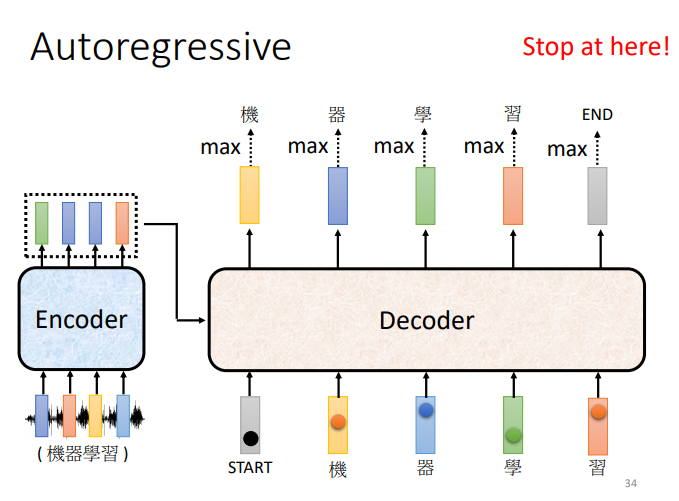 Autoregressive
Stop at here!
機 器 學 習 END
max max max max max
Encoder
Decoder
( 機器學習 )
START 機 器 學 習
34